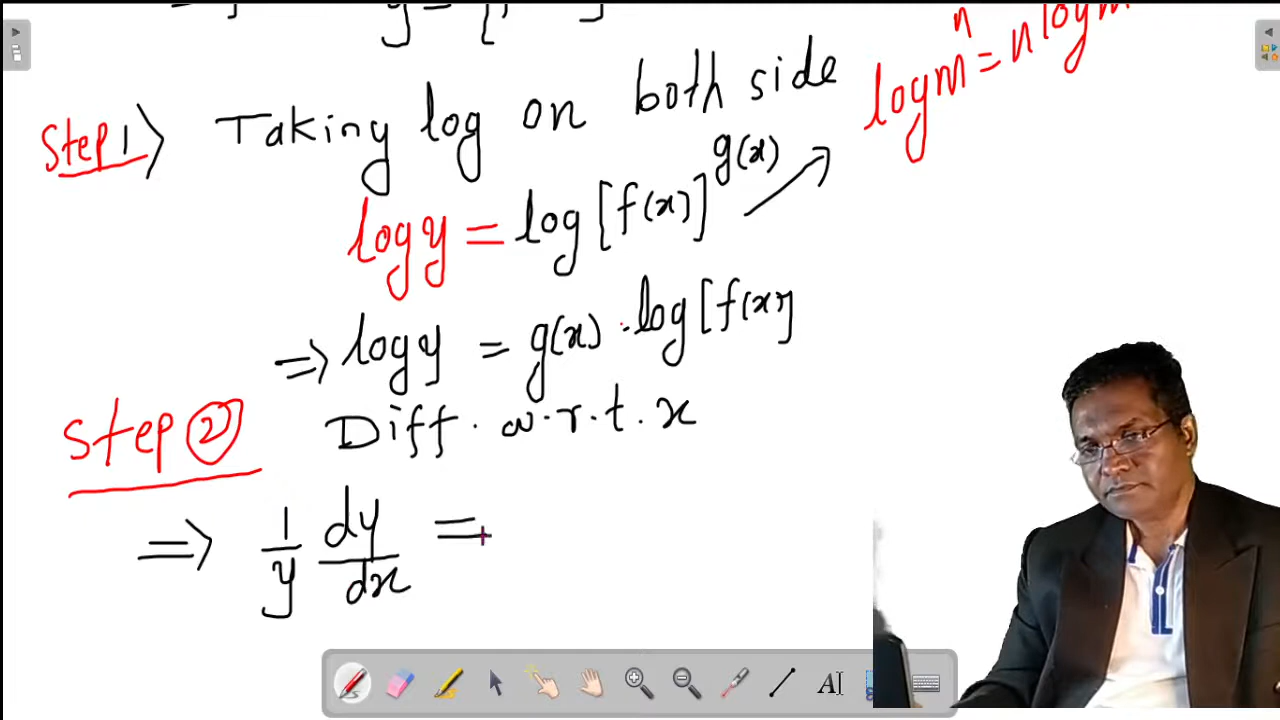 y = [
log m^n = n log m
Step 1) Taking log on both side
log y = log [f(x)]^g(x)
=> log y = g(x) . log [f(x)]
Step 2 Diff. w.r.t. x
=> 1/y dy/dx =
AI